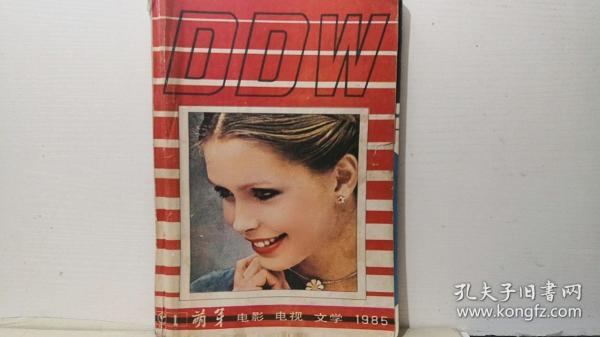 DDW
1 萌芽 电影 电视 文学 1985
孔夫子旧书网
www.kongfz.com